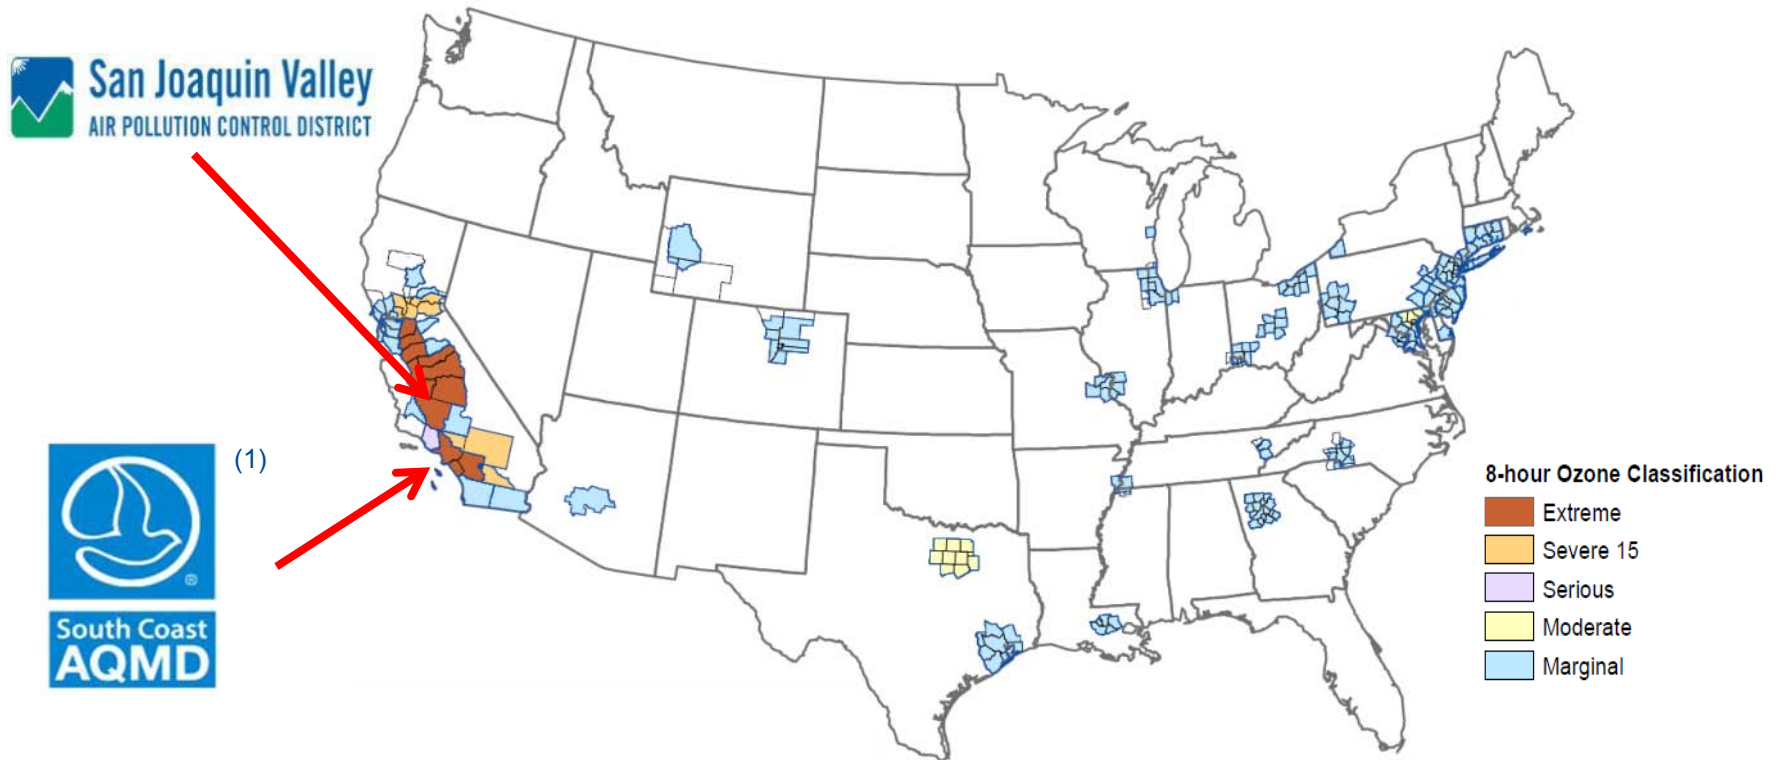 San Joaquin Valley
AIR POLLUTION CONTROL DISTRICT
(1)
®
South Coast
AQMD
8-hour Ozone Classification
Extreme
Severe 15
Serious
Moderate
Marginal